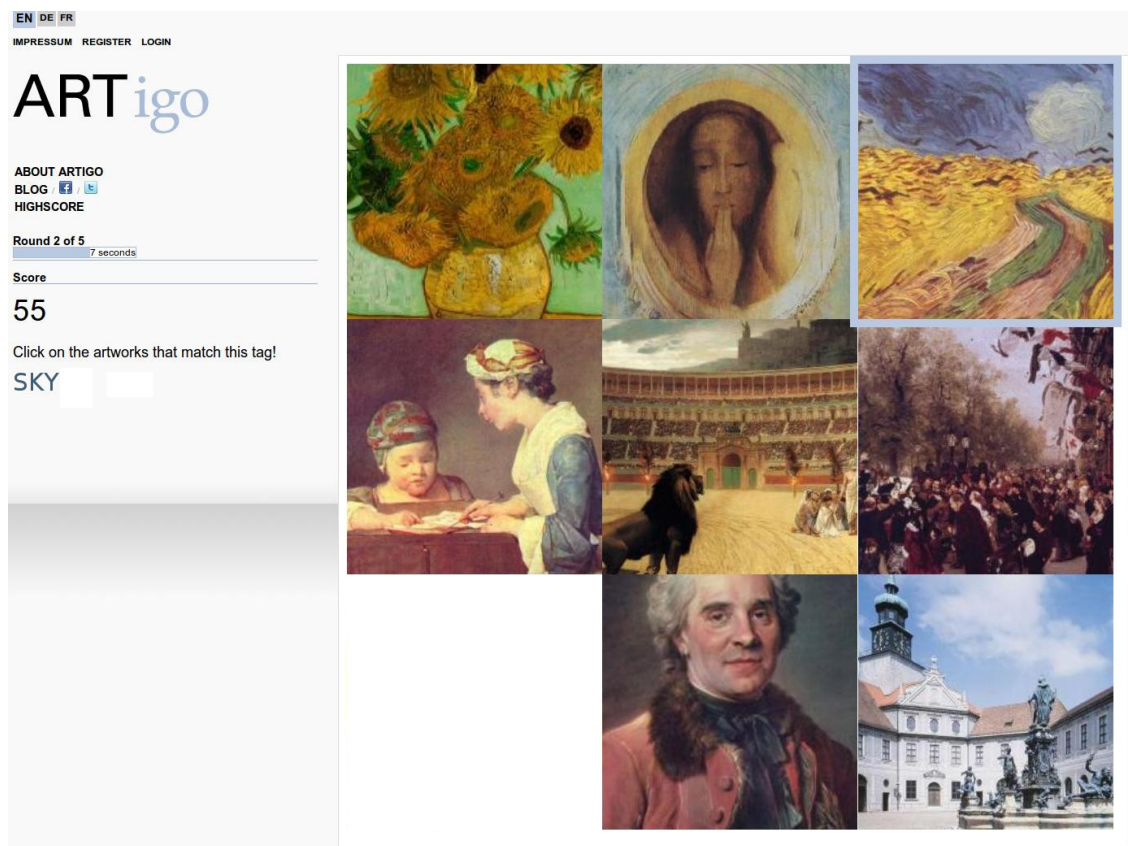 EN DE FR
IMPRESSUM REGISTER LOGIN
ARTigo
ABOUT ARTIGO
BLOG / f / t
HIGHSCORE
Round 2 of 5
7 seconds
Score
55
Click on the artworks that match this tag!
SKY